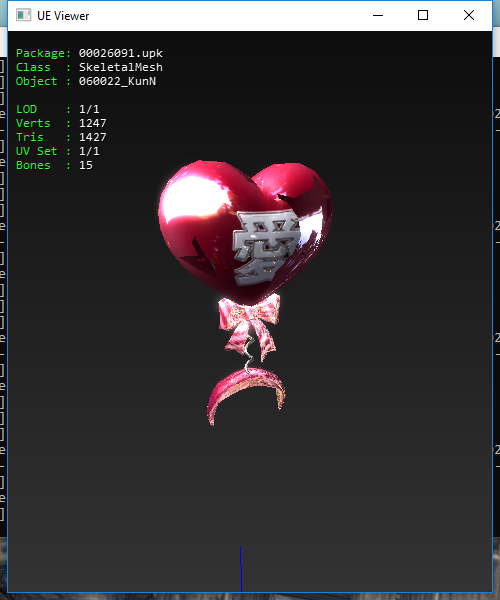 UE Viewer
Package: 00026091.upk
Class : SkeletalMesh
Object : 060022_KunN
LOD : 1/1
Verts : 1247
Tris : 1427
UV Set : 1/1
Bones : 15
愛